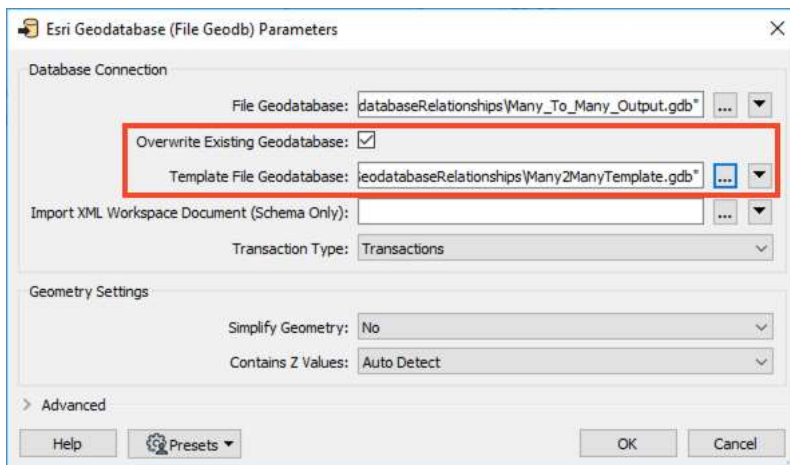 Esri Geodatabase (File Geodb) Parameters
Database Connection
File Geodatabase: databaseRelationships\Many_To_Many_Output.gdb" ...
Overwrite Existing Geodatabase:
Template File Geodatabase: GeodatabaseRelationships\Many2ManyTemplate.gdb" ...
Import XML Workspace Document (Schema Only): ...
Transaction Type: Transactions
Geometry Settings
Simplify Geometry: No
Contains Z Values: Auto Detect
> Advanced
Help Presets OK Cancel